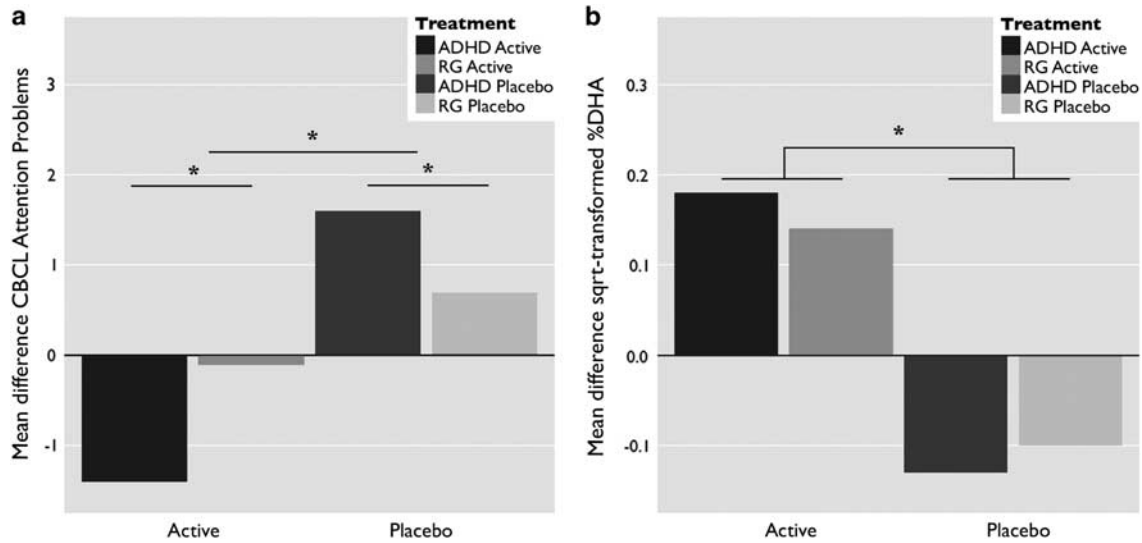 a
Treatment
ADHD Active
RG Active
ADHD Placebo
RG Placebo
Mean difference CBCL Attention Problems
3
2
1
0
-1
*
*
*
Active
Placebo
b
Treatment
ADHD Active
RG Active
ADHD Placebo
RG Placebo
Mean difference sqrt-transformed %DHA
0.3
0.2
0.1
0.0
-0.1
*
Active
Placebo